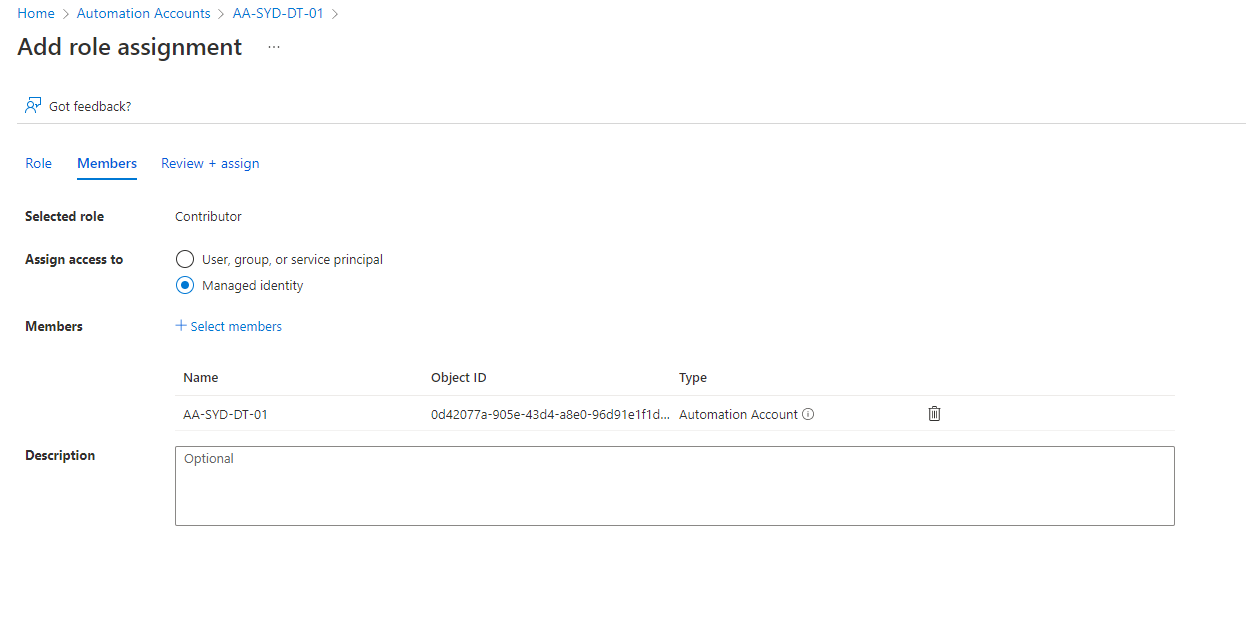 Home > Automation Accounts > AA-SYD-DT-01 >
Add role assignment ...
Got feedback?
Role Members Review + assign
Selected role Contributor
Assign access to User, group, or service principal
Managed identity
Members + Select members
Name Object ID Type
AA-SYD-DT-01 0d42077a-905e-43d4-a8e0-96d91e1f1d... Automation Account
Description Optional